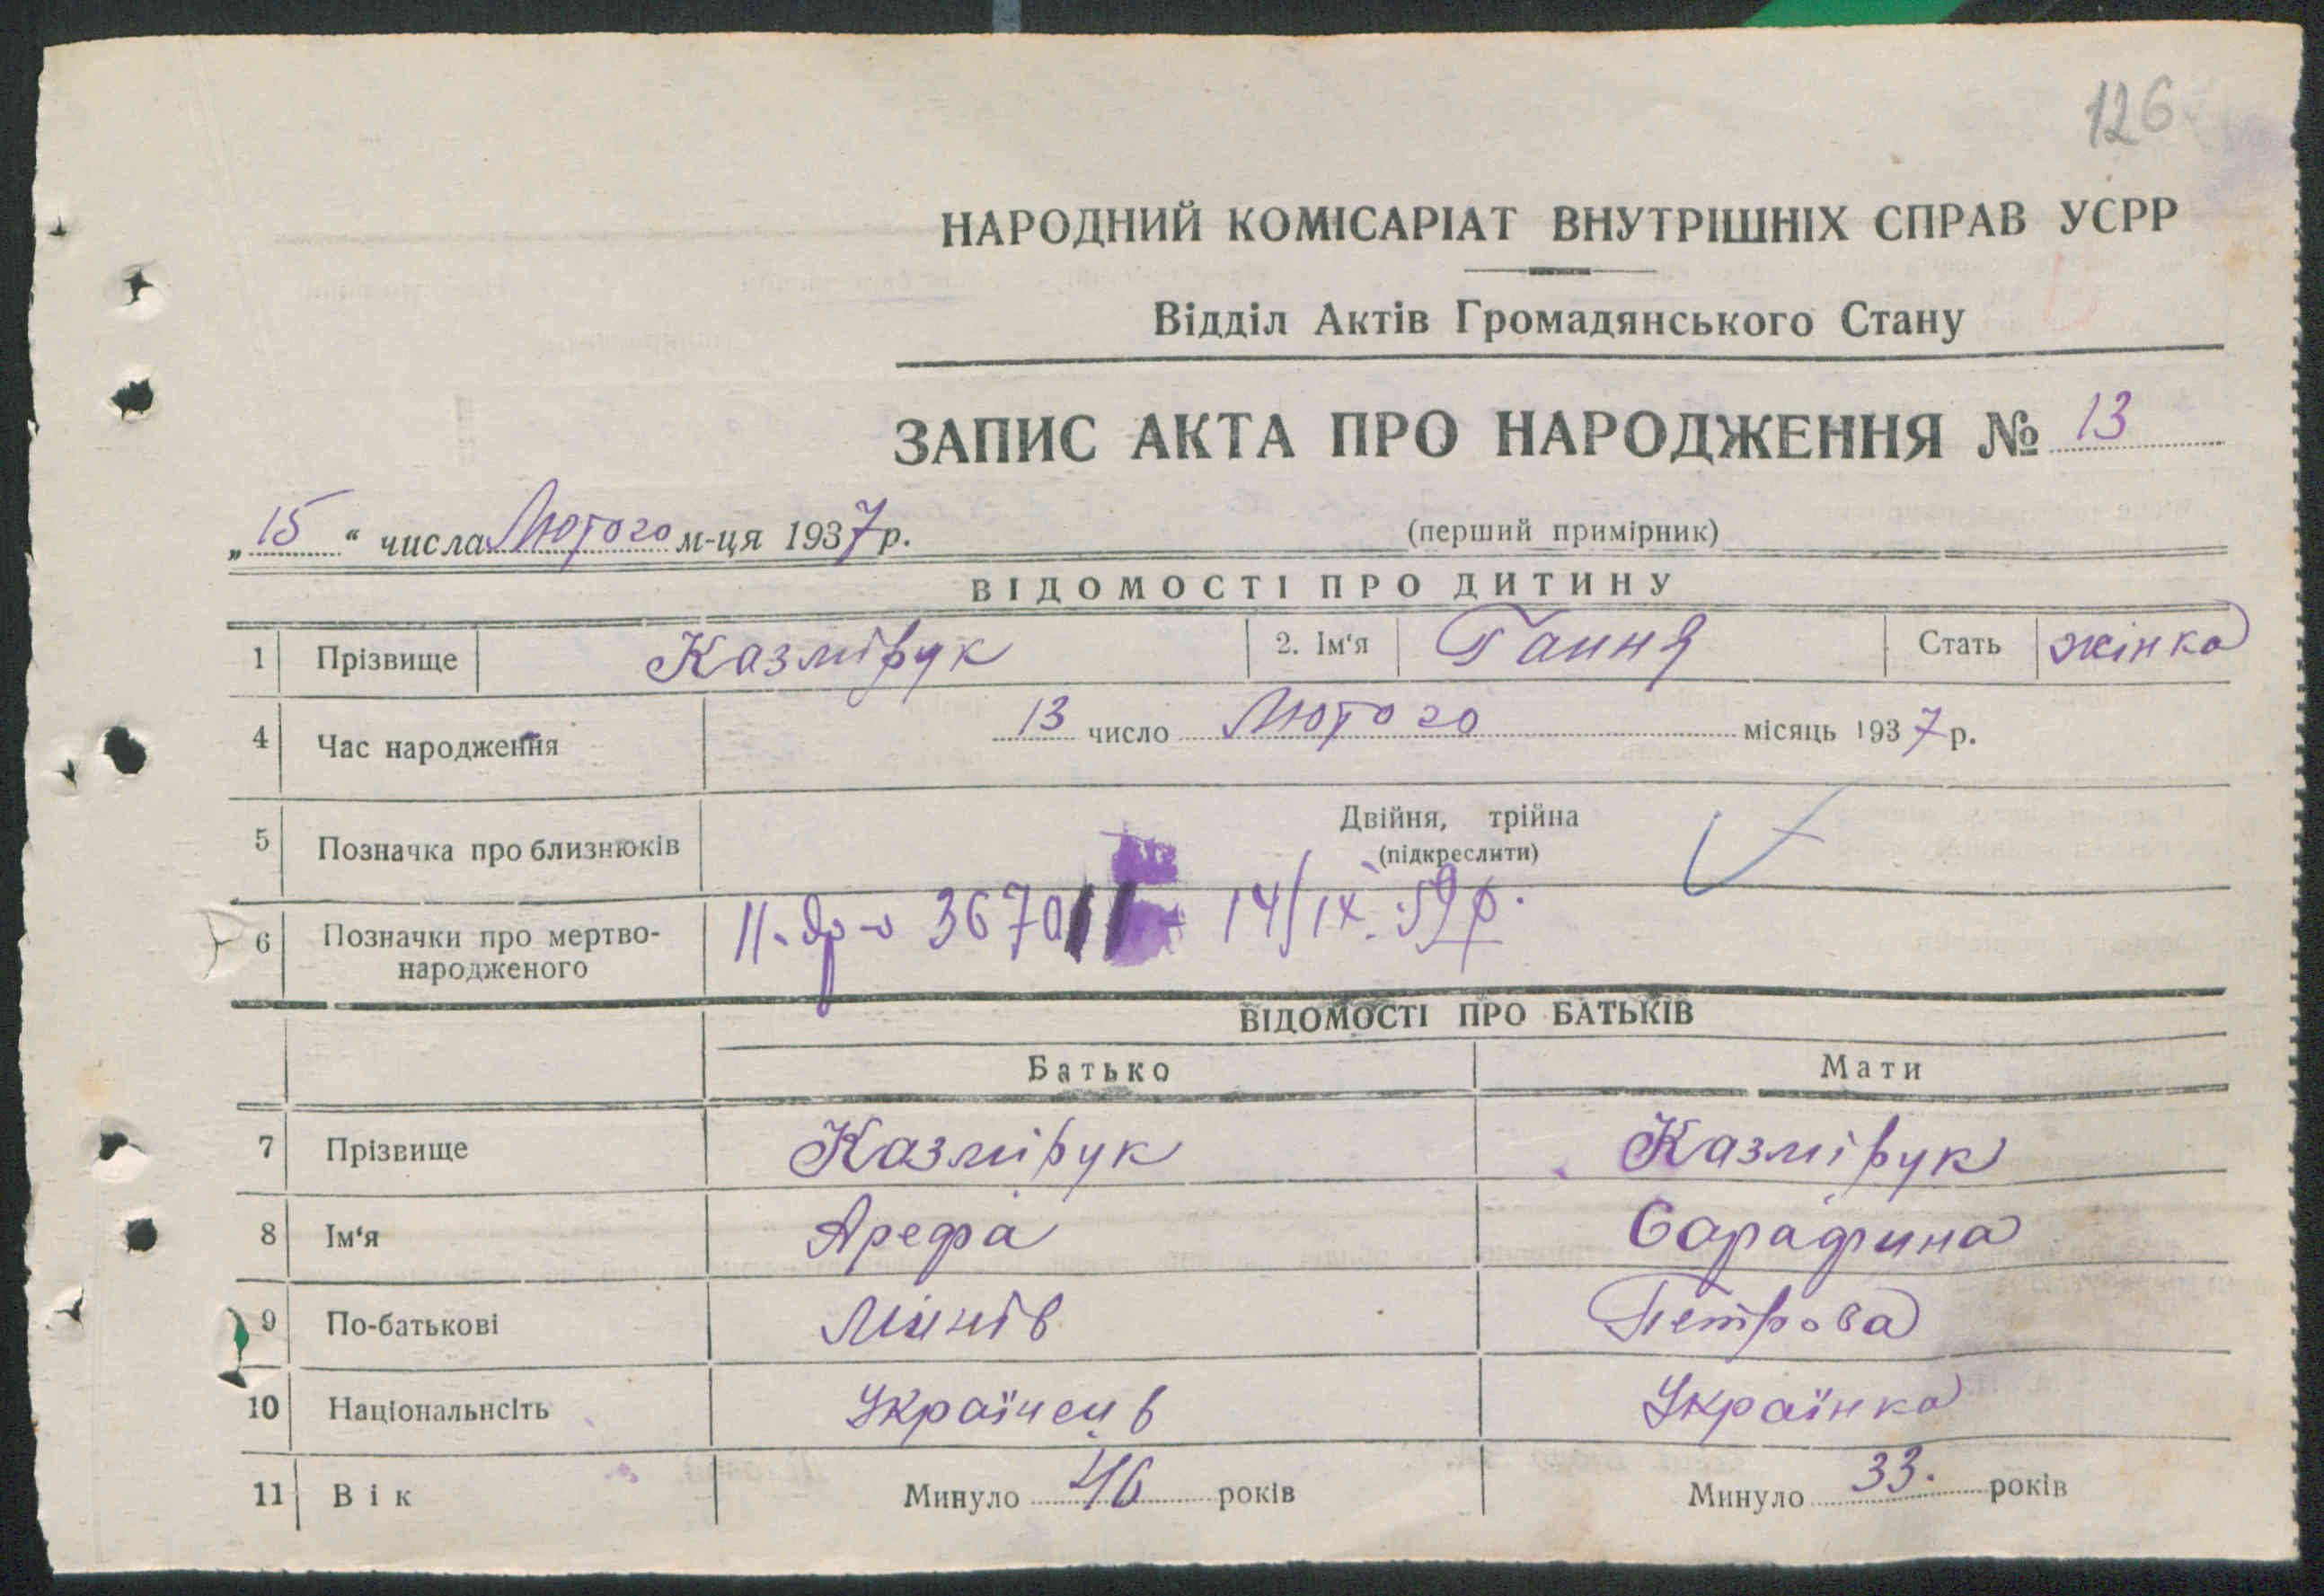 126
НАРОДНИЙ КОМІСАРІАТ ВНУТРІШНІХ СПРАВ УСРР
Відділ Актів Громадянського Стану
ЗАПИС АКТА ПРО НАРОДЖЕННЯ № 13
„15“ числа Лютого м-ця 1937 р.
(перший примірник)
ВІДОМОСТІ ПРО ДИТИНУ
1 Прізвище Казмірук 2. Ім'я Гання Стать жінка
4 Час народження 13 число Лютого місяць 1937 р.
5 Позначка про близнюків Двійня, трійна
(підкреслити)
6 Позначки про мертво-
народженого
14/IX.59р.
ВІДОМОСТІ ПРО БАТЬКІВ
Батько Мати
7 Прізвище Казмірук Казмірук
8 Ім'я Арефа Сарафина
9 По-батькові Петрова
10 Національнсіть Українець Українка
11 Вік Минуло 46 років Минуло 33 років